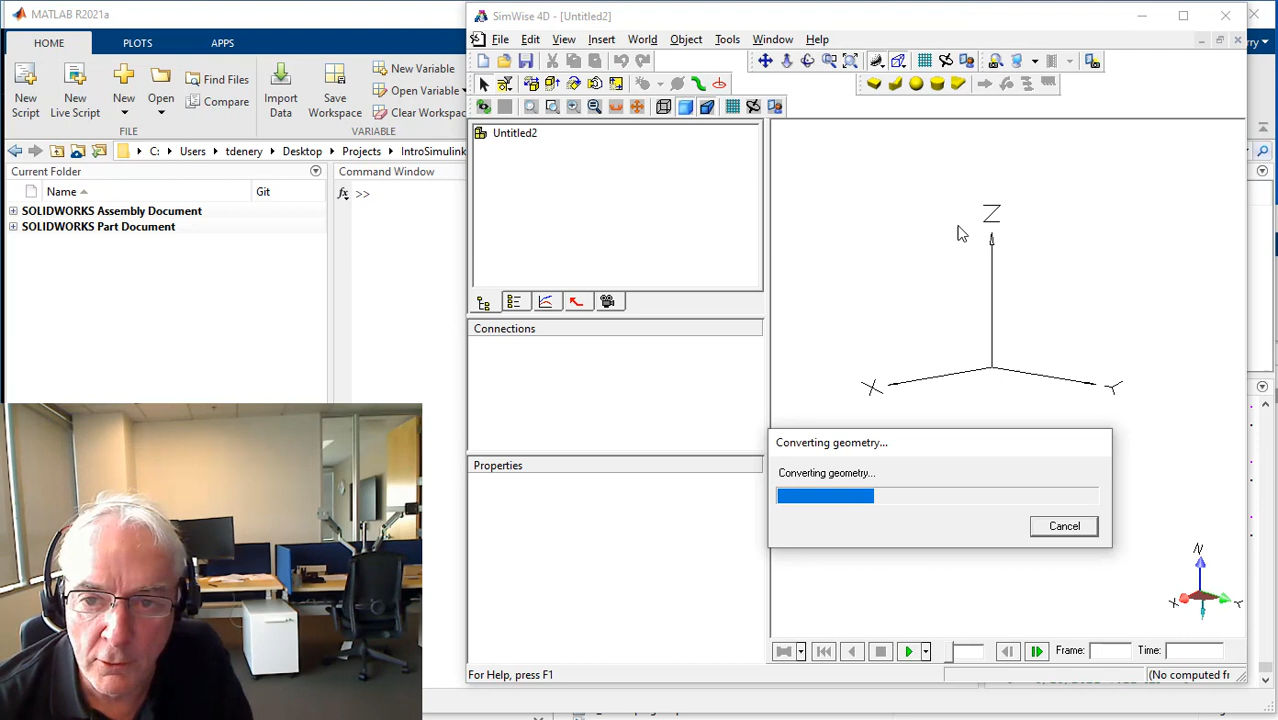 MATLAB R2021a
HOME
PLOTS
APPS
New
Script
New
Live Script
New
Open
Find Files
Compare
Import
Data
Save
Workspace
New Variable
Open Variable
Clear Workspac
FILE
VARIABLE
C:
Users
tdenery
Desktop
Projects
IntroSimulink
Current Folder
Command Window
Name
Git
fx
>>
SOLIDWORKS Assembly Document
SOLIDWORKS Part Document
SimWise 4D - [Untitled2]
File
Edit
View
Insert
World
Object
Tools
Window
Help
Untitled2
Connections
Properties
Z
X
Y
Converting geometry...
Converting geometry...
Cancel
N
X
Y
Frame:
Time:
For Help, press F1
(No computed fr